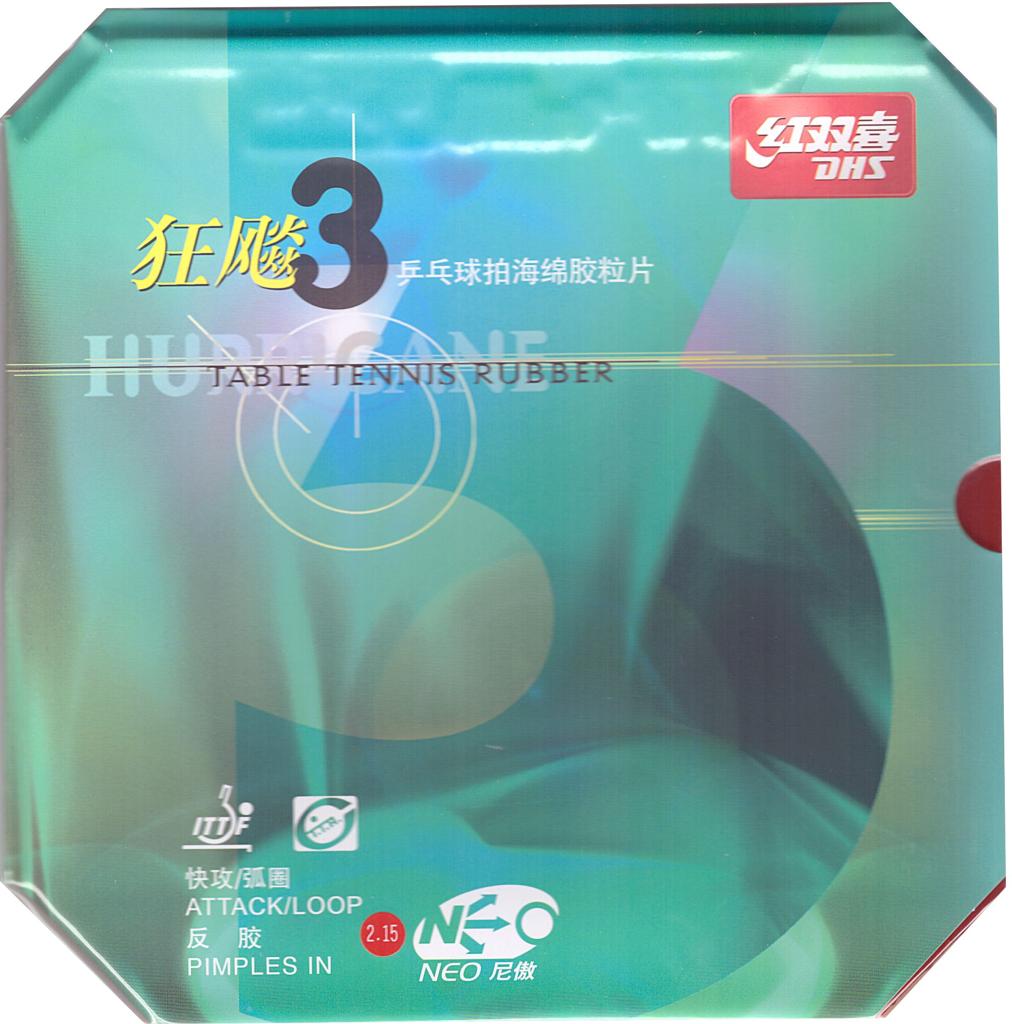 红双喜
DHS
狂飚3
乒乓球拍海绵胶粒片
HURRICANE
TABLE TENNIS RUBBER
ITTF
T.T.R.
快攻/弧圈
ATTACK/LOOP
反 胶
PIMPLES IN
2.15
NEO
NEO 尼傲